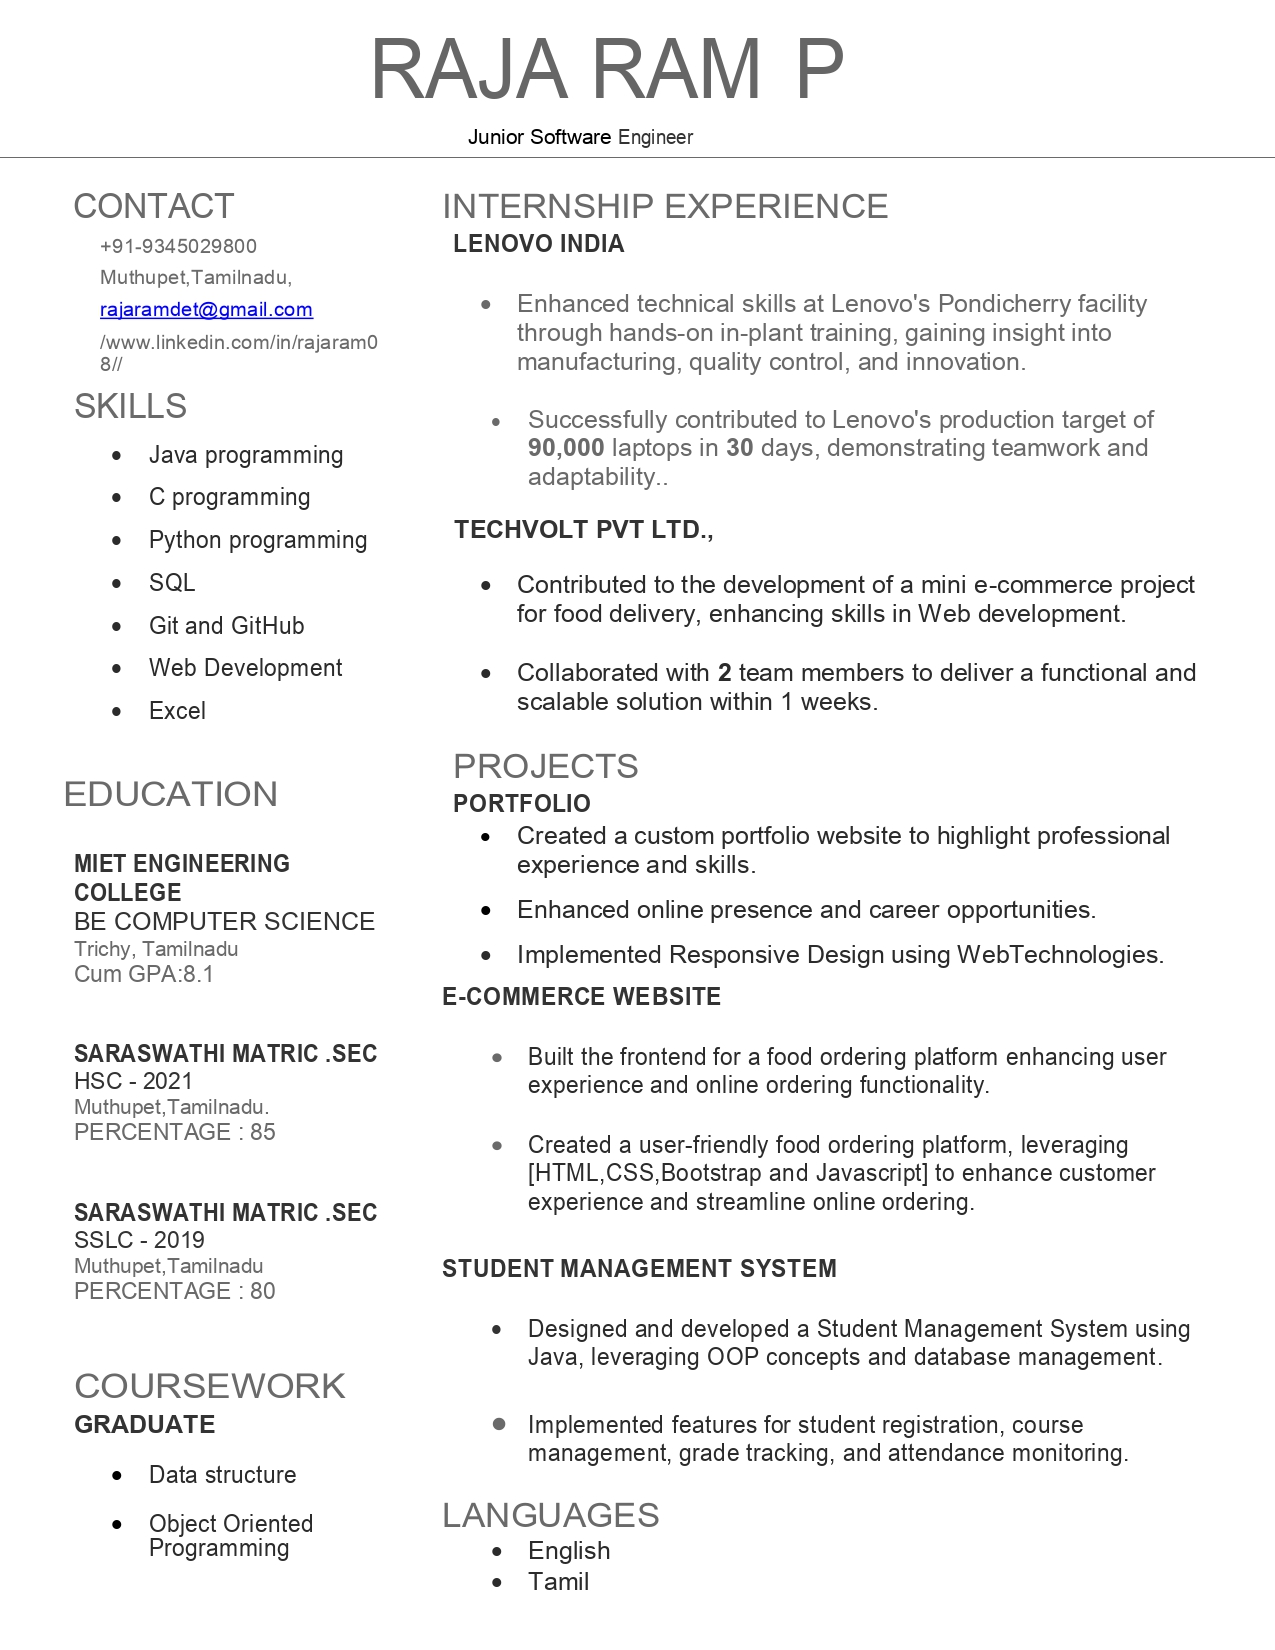 RAJA RAM P
Junior Software Engineer
CONTACT
+91-9345029800
Muthupet,Tamilnadu,
rajaramdet@gmail.com
/www.linkedin.com/in/rajaram0
8//
SKILLS
• Java programming
• C programming
• Python programming
• SQL
• Git and GitHub
• Web Development
• Excel
EDUCATION
MIET ENGINEERING
COLLEGE
BE COMPUTER SCIENCE
Trichy, Tamilnadu
Cum GPA:8.1
SARASWATHI MATRIC .SEC
HSC - 2021
Muthupet,Tamilnadu.
PERCENTAGE : 85
SARASWATHI MATRIC .SEC
SSLC - 2019
Muthupet,Tamilnadu
PERCENTAGE : 80
COURSEWORK
GRADUATE
• Data structure
• Object Oriented
Programming
INTERNSHIP EXPERIENCE
LENOVO INDIA
• Enhanced technical skills at Lenovo's Pondicherry facility
through hands-on in-plant training, gaining insight into
manufacturing, quality control, and innovation.
• Successfully contributed to Lenovo's production target of
90,000 laptops in 30 days, demonstrating teamwork and
adaptability..
TECHVOLT PVT LTD.,
• Contributed to the development of a mini e-commerce project
for food delivery, enhancing skills in Web development.
• Collaborated with 2 team members to deliver a functional and
scalable solution within 1 weeks.
PROJECTS
PORTFOLIO
• Created a custom portfolio website to highlight professional
experience and skills.
• Enhanced online presence and career opportunities.
• Implemented Responsive Design using WebTechnologies.
E-COMMERCE WEBSITE
• Built the frontend for a food ordering platform enhancing user
experience and online ordering functionality.
• Created a user-friendly food ordering platform, leveraging
[HTML,CSS,Bootstrap and Javascript] to enhance customer
experience and streamline online ordering.
STUDENT MANAGEMENT SYSTEM
• Designed and developed a Student Management System using
Java, leveraging OOP concepts and database management.
• Implemented features for student registration, course
management, grade tracking, and attendance monitoring.
LANGUAGES
• English
• Tamil